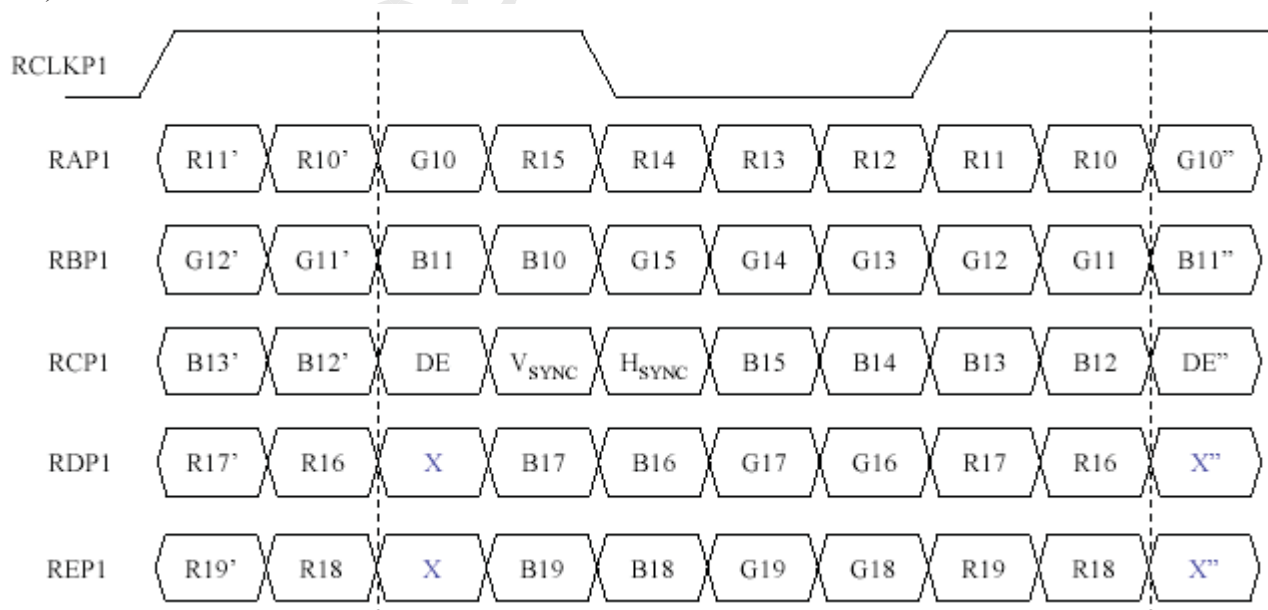 RCLKP1
RAP1 R11’ R10’ G10 R15 R14 R13 R12 R11 R10 G10”
RBP1 G12’ G11’ B11 B10 G15 G14 G13 G12 G11 B11”
RCP1 B13’ B12’ DE VSYNC HSYNC B15 B14 B13 B12 DE”
RDP1 R17’ R16 X B17 B16 G17 G16 R17 R16 X”
REP1 R19’ R18 X B19 B18 G19 G18 R19 R18 X”